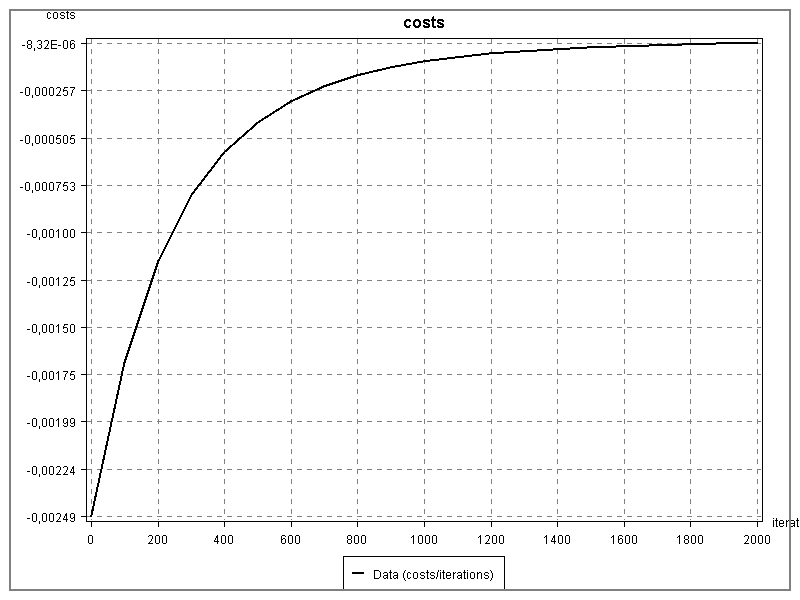 costs
costs
-8,32E-06
-0,000257
-0,000505
-0,000753
-0,00100
-0,00125
-0,00150
-0,00175
-0,00199
-0,00224
-0,00249
iterat
0 200 400 600 800 1000 1200 1400 1600 1800 2000
Data (costs/iterations)